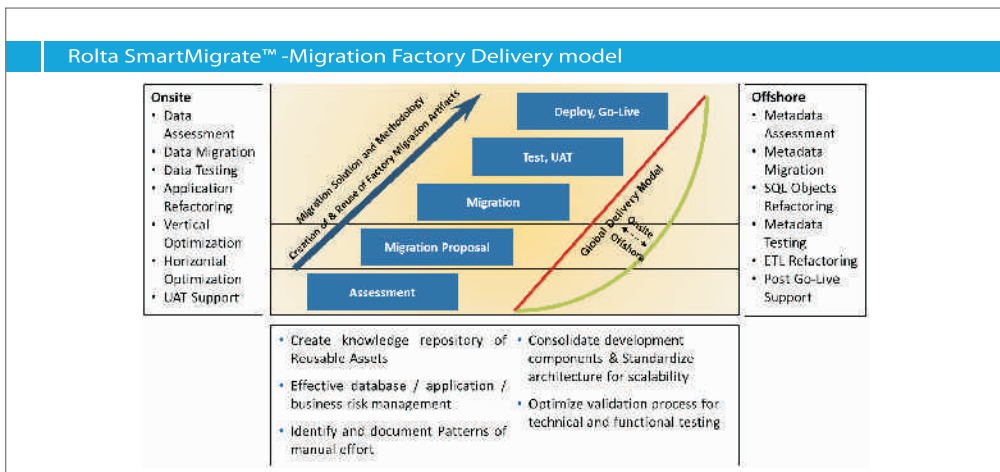 Rolta SmartMigrate™ -Migration Factory Delivery model
Onsite
• Data
Assessment
• Data Migration
• Data Testing
• Application
Refactoring
• Vertical
Optimization
• Horizontal
Optimization
• UAT Support
Migration Solution and Methodology
Creation of & Reuse of Factory Migration Artifacts
Deploy, Go-Live
Test, UAT
Migration
Migration Proposal
Assessment
Global Delivery Model
Onsite
Offshore
Offshore
• Metadata
Assessment
• Metadata
Migration
• SQL Objects
Refactoring
• Metadata
Testing
• ETL Refactoring
• Post Go-Live
Support
• Create knowledge repository of
Reusable Assets
• Effective database / application /
business risk management
• Identify and document Patterns of
manual effort
• Consolidate development
components & Standardize
architecture for scalability
• Optimize validation process for
technical and functional testing